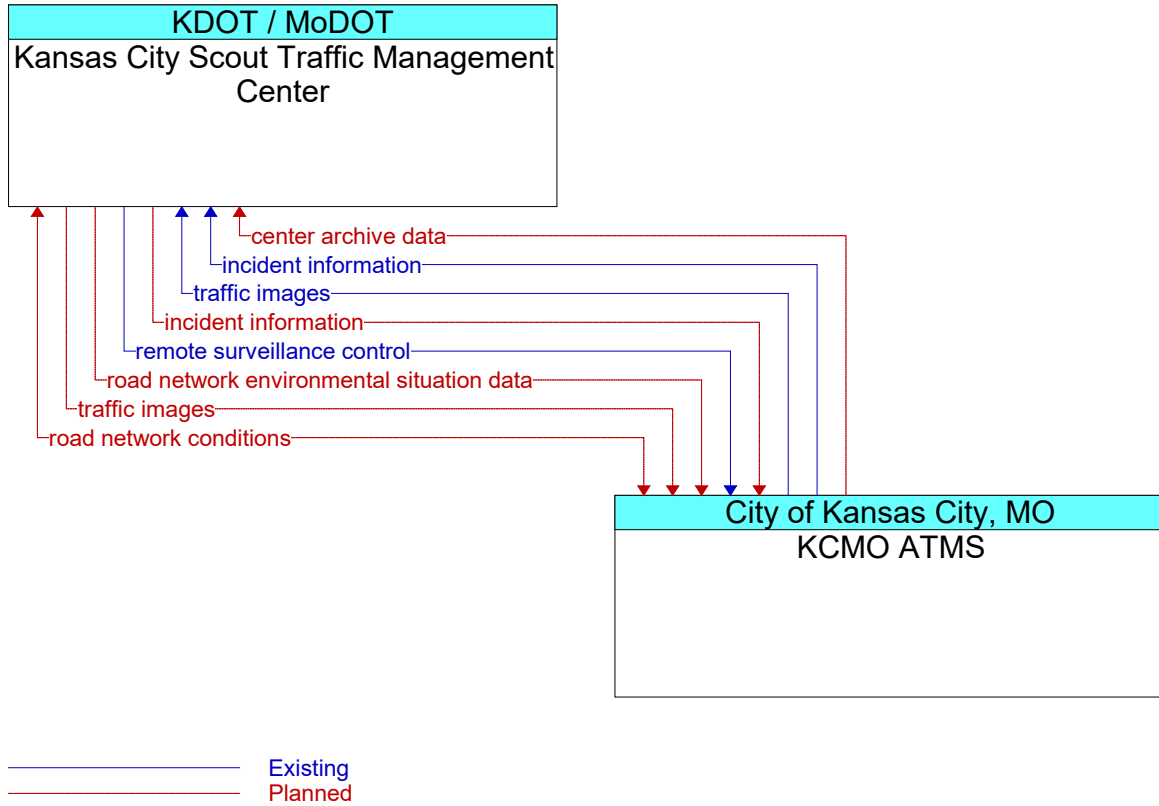 KDOT / MoDOT
Kansas City Scout Traffic Management
Center
center archive data
incident information
traffic images
incident information
remote surveillance control
road network environmental situation data
traffic images
road network conditions
City of Kansas City, MO
KCMO ATMS
Existing
Planned